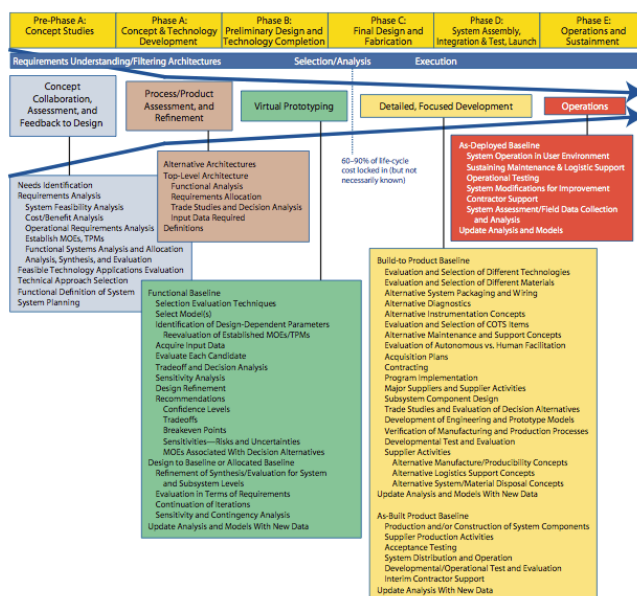 Pre-Phase A:
Concept Studies
Phase A:
Concept & Technology
Development
Phase B:
Preliminary Design and
Technology Completion
Phase C:
Final Design and
Fabrication
Phase D:
System Assembly,
Integration & Test, Launch
Phase E:
Operations and
Sustainment
Requirements Understanding/Filtering Architectures
Selection/Analysis
Execution
Concept
Collaboration,
Assessment, and
Feedback to Design
Process/Product
Assessment, and
Refinement
Virtual Prototyping
Detailed, Focused Development
Operations
60–90% of life-cycle
cost locked in (but not
necessarily known)
Needs Identification
Requirements Analysis
System Feasibility Analysis
Cost/Benefit Analysis
Operational Requirements Analysis
Establish MOEs, TPMs
Functional Systems Analysis and Allocation
Analysis, Synthesis, and Evaluation
Feasible Technology Applications Evaluation
Technical Approach Selection
Functional Definition of System
System Planning
Alternative Architectures
Top-Level Architecture
Functional Analysis
Requirements Allocation
Trade Studies and Decision Analysis
Input Data Required
Definitions
Functional Baseline
Selection Evaluation Techniques
Select Model(s)
Identification of Design-Dependent Parameters
Reevaluation of Established MOEs/TPMs
Acquire Input Data
Evaluate Each Candidate
Tradeoff and Decision Analysis
Sensitivity Analysis
Design Refinement
Recommendations
Confidence Levels
Tradeoffs
Breakeven Points
Sensitivities—Risks and Uncertainties
MOEs Associated With Decision Alternatives
Design to Baseline or Allocated Baseline
Refinement of Synthesis/Evaluation for System
and Subsystem Levels
Evaluation in Terms of Requirements
Continuation of Iterations
Sensitivity and Contingency Analysis
Update Analysis and Models With New Data
As-Deployed Baseline
System Operation in User Environment
Sustaining Maintenance & Logistic Support
Operational Testing
System Modifications for Improvement
Contractor Support
System Assessment/Field Data Collection
and Analysis
Update Analysis and Models
Build-to Product Baseline
Evaluation and Selection of Different Technologies
Evaluation and Selection of Different Materials
Alternative System Packaging and Wiring
Alternative Diagnostics
Alternative Instrumentation Concepts
Evaluation and Selection of COTS Items
Alternative Maintenance and Support Concepts
Evaluation of Autonomous vs. Human Facilitation
Acquisition Plans
Contracting
Program Implementation
Major Suppliers and Supplier Activities
Subsystem Component Design
Trade Studies and Evaluation of Decision Alternatives
Development of Engineering and Prototype Models
Verification of Manufacturing and Production Processes
Developmental Test and Evaluation
Supplier Activities
Alternative Manufacture/Producibility Concepts
Alternative Logistics Support Concepts
Alternative System/Material Disposal Concepts
Update Analysis and Models With New Data
As-Built Product Baseline
Production and/or Construction of System Components
Supplier Production Activities
Acceptance Testing
System Distribution and Operation
Developmental/Operational Test and Evaluation
Interim Contractor Support
Update Analysis With New Data